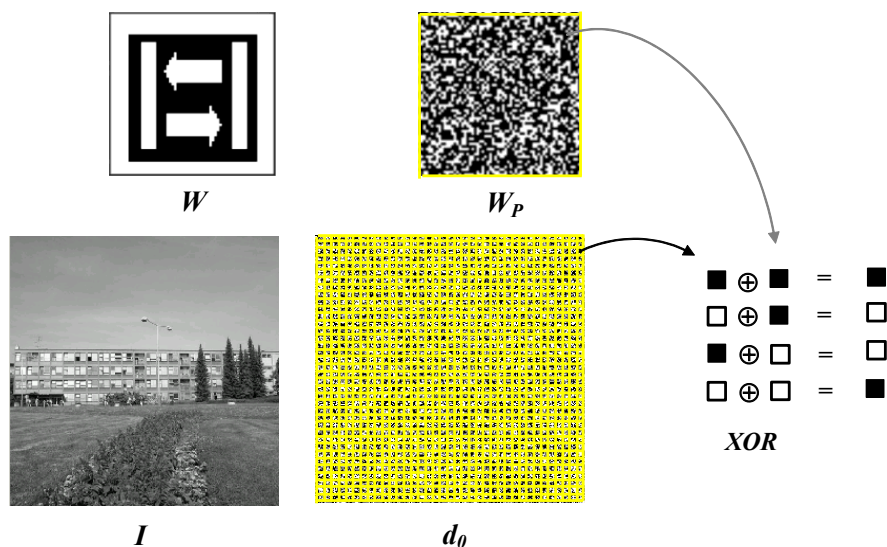 W
W_P
■ ⊕ ■ = ■
□ ⊕ ■ = □
■ ⊕ □ = □
□ ⊕ □ = ■
XOR
I
d_0